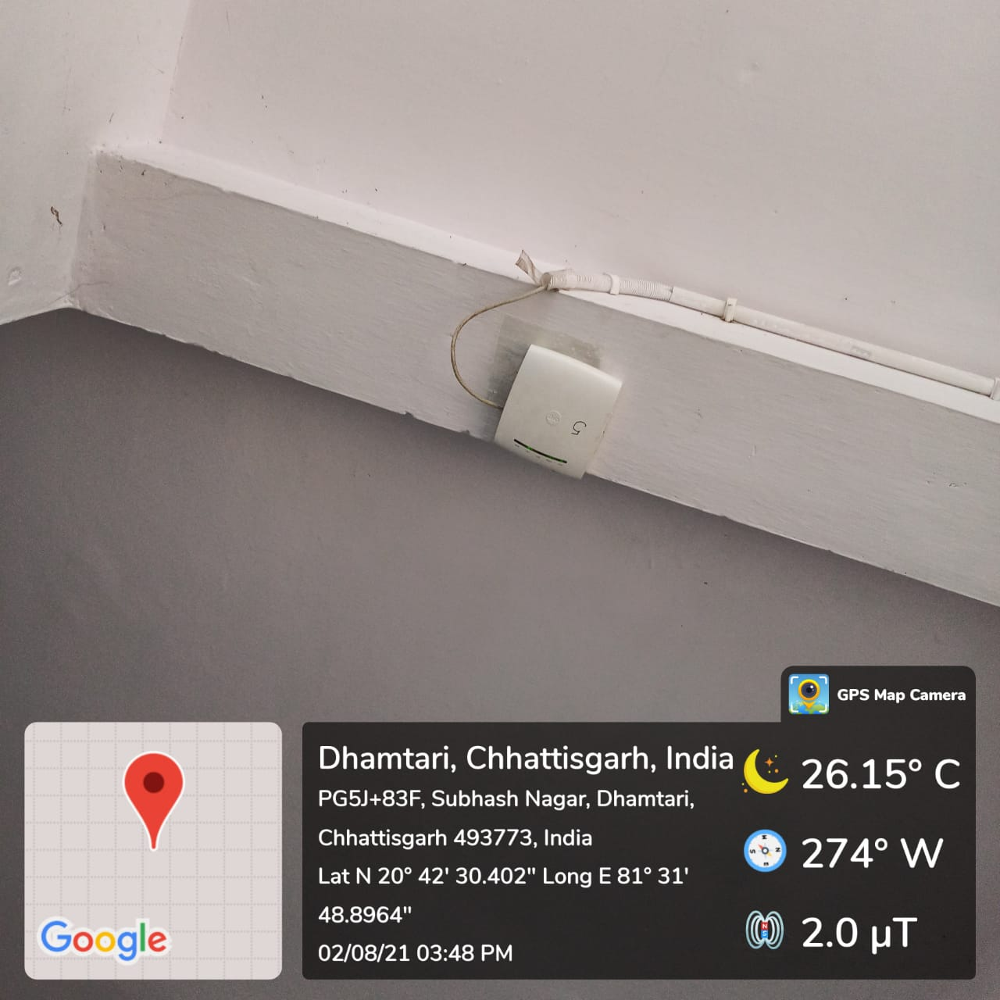 5
GPS Map Camera
Dhamtari, Chhattisgarh, India
PG5J+83F, Subhash Nagar, Dhamtari,
Chhattisgarh 493773, India
Lat N 20° 42' 30.402" Long E 81° 31'
48.8964"
02/08/21 03:48 PM
26.15° C
274° W
2.0 µT
Google